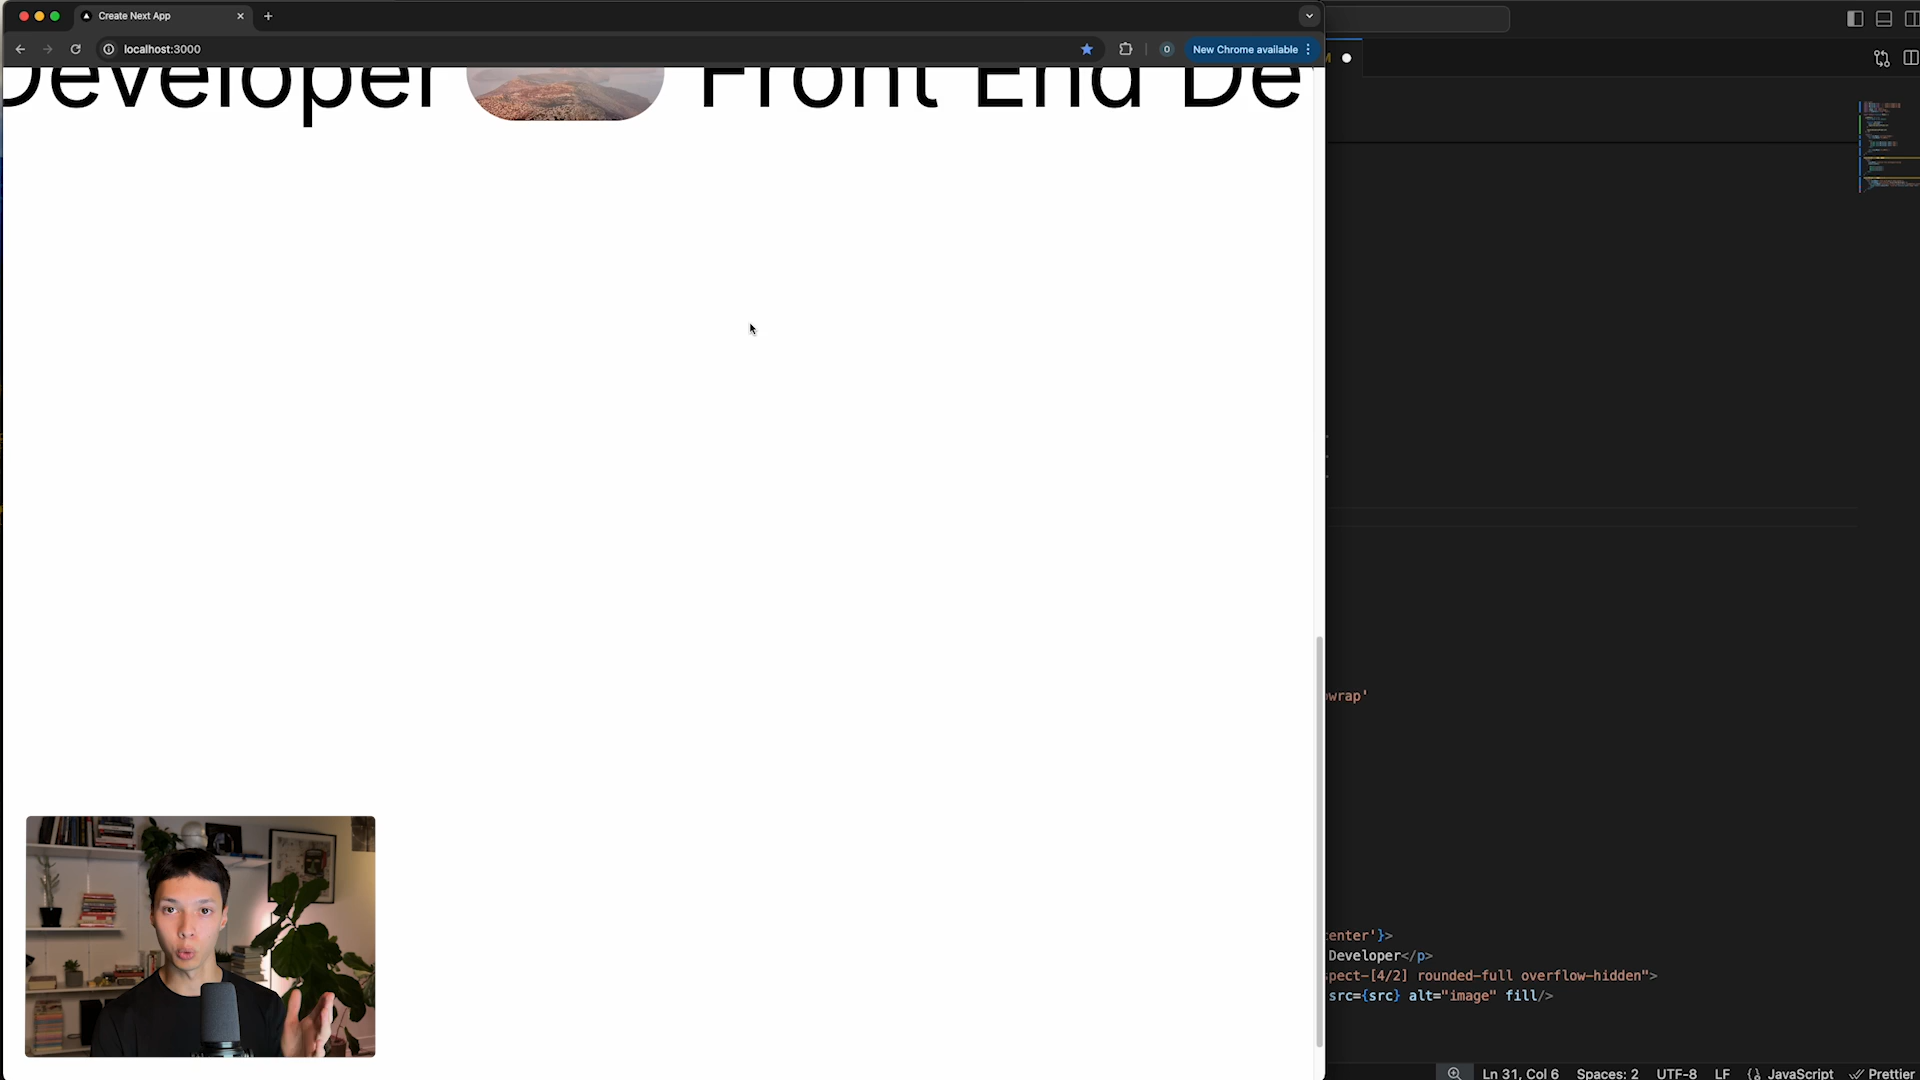 Create Next App
localhost:3000
0
New Chrome available
Developer
Front End De
wrap'
center'}>
Developer</p>
pect-[4/2] rounded-full overflow-hidden">
src={src} alt="image" fill/>
Ln 31, Col 6
Spaces: 2
UTF-8
LF
{} JavaScript
Prettier